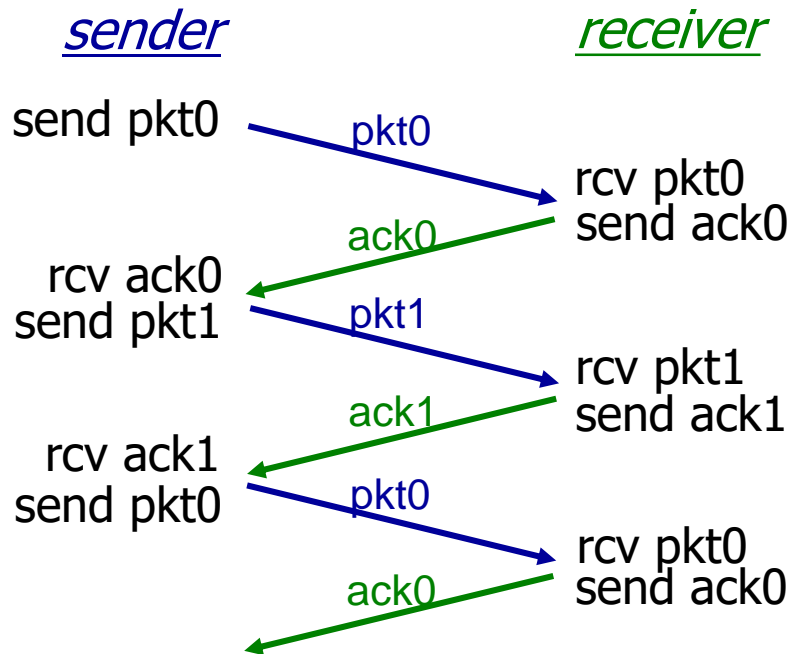 sender
receiver
send pkt0
pkt0
rcv pkt0
send ack0
ack0
rcv ack0
send pkt1
pkt1
rcv pkt1
send ack1
ack1
rcv ack1
send pkt0
pkt0
rcv pkt0
send ack0
ack0